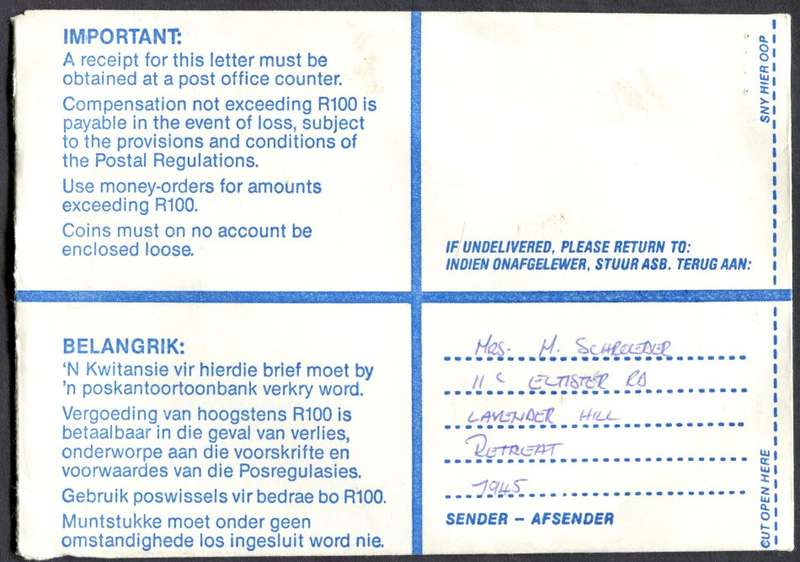 IMPORTANT:
A receipt for this letter must be
obtained at a post office counter.
Compensation not exceeding R100 is
payable in the event of loss, subject
to the provisions and conditions of
the Postal Regulations.
Use money-orders for amounts
exceeding R100.
Coins must on no account be
enclosed loose.
SNY HIER OOP
IF UNDELIVERED, PLEASE RETURN TO:
INDIEN ONAFGELEWER, STUUR ASB. TERUG AAN:
BELANGRIK:
'N Kwitansie vir hierdie brief moet by
'n poskantoortoonbank verkry word.
Vergoeding van hoogstens R100 is
betaalbaar in die geval van verlies,
onderworpe aan die voorskrifte en
voorwaardes van die Posregulasies.
Gebruik poswissels vir bedrae bo R100.
Muntstukke moet onder geen
omstandighede los ingesluit word nie.
MRS. M. SCHROEDER
11 C RD
LAVENDER HILL
RETREAT
7945
SENDER – AFSENDER
CUT OPEN HERE